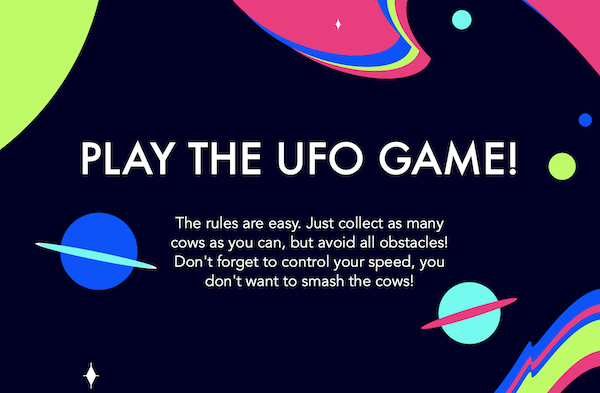 PLAY THE UFO GAME!
The rules are easy. Just collect as many
cows as you can, but avoid all obstacles!
Don't forget to control your speed, you
don't want to smash the cows!